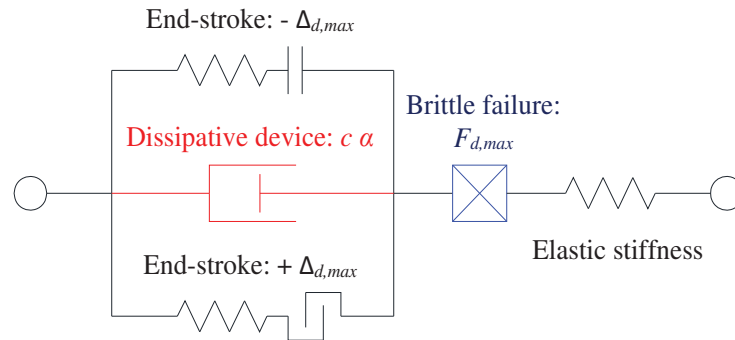 End-stroke: - Δd,max
Brittle failure:
Fd,max
Dissipative device: c α
End-stroke: + Δd,max
Elastic stiffness